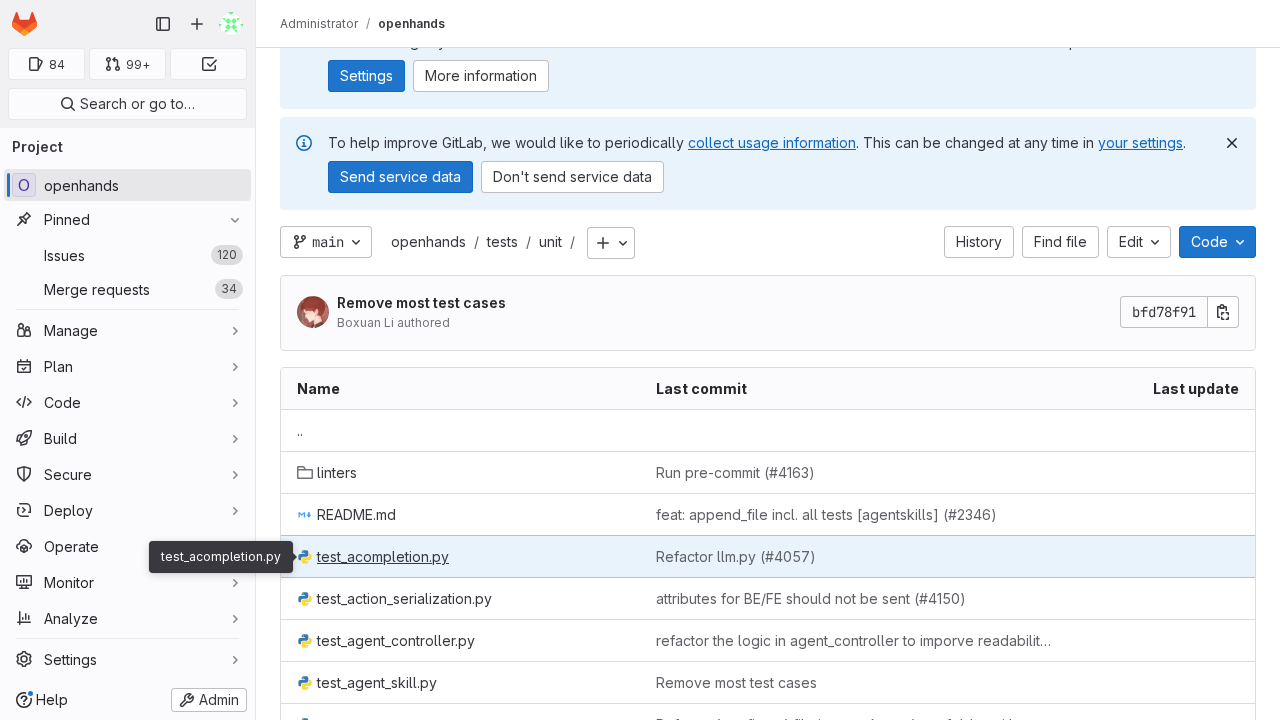 Administrator / openhands
84
99+
Search or go to…
Settings
More information
To help improve GitLab, we would like to periodically collect usage information. This can be changed at any time in your settings.
Send service data
Don't send service data
Project
O openhands
Pinned
Issues 120
Merge requests 34
Manage
Plan
Code
Build
Secure
Deploy
Operate
Monitor
Analyze
Settings
Help
Admin
main
openhands / tests / unit /
History
Find file
Edit
Code
Remove most test cases
Boxuan Li authored
bfd78f91
Name Last commit Last update
..
linters Run pre-commit (#4163)
README.md feat: append_file incl. all tests [agentskills] (#2346)
test_acompletion.py
test_acompletion.py Refactor llm.py (#4057)
test_action_serialization.py attributes for BE/FE should not be sent (#4150)
test_agent_controller.py refactor the logic in agent_controller to imporve readabilit…
test_agent_skill.py Remove most test cases